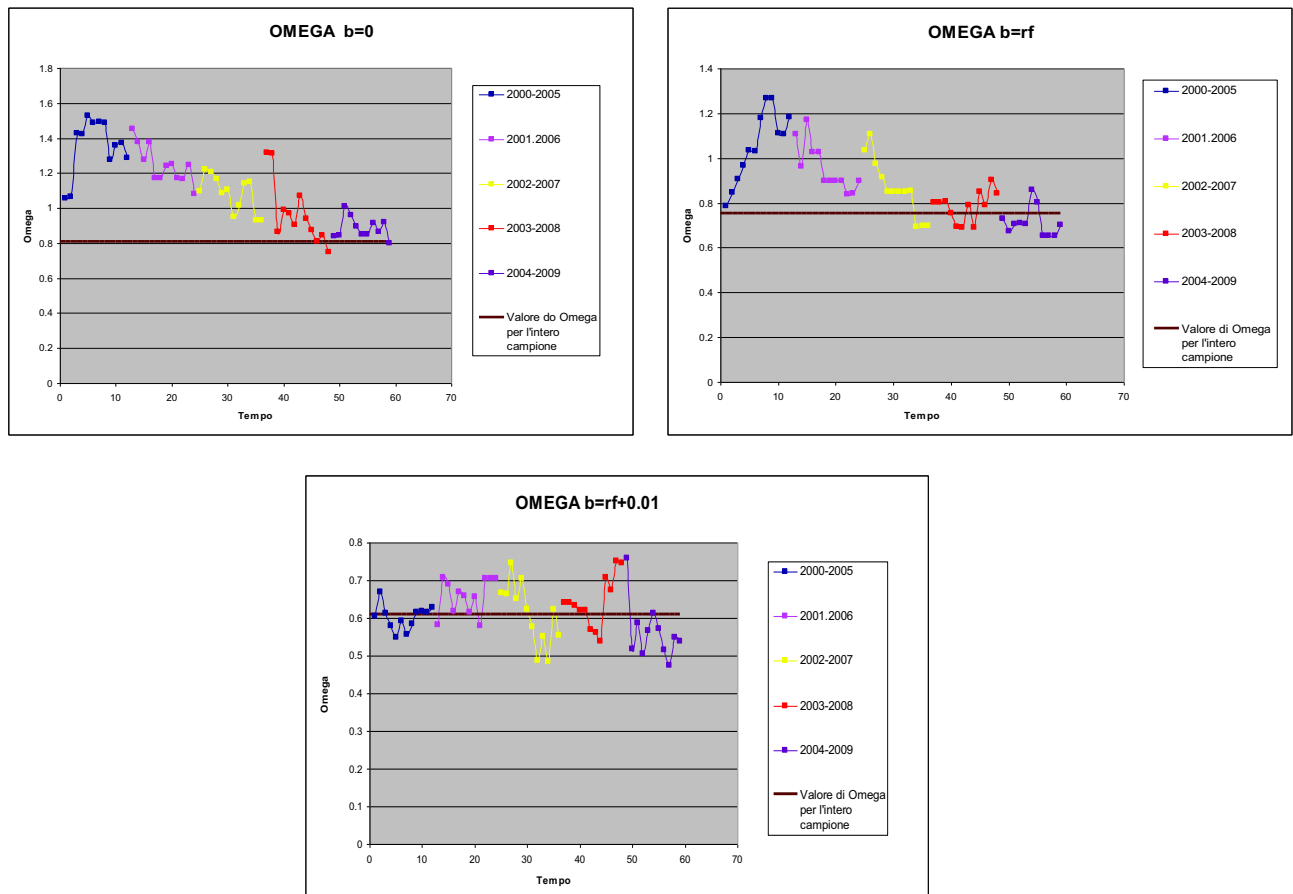 OMEGA b=0
1.8
1.6
1.4
1.2
1
0.8
0.6
0.4
0.2
0
Omega
0 10 20 30 40 50 60 70
Tempo
2000-2005
2001.2006
2002-2007
2003-2008
2004-2009
Valore do Omega
per l'intero
campione
OMEGA b=rf
1.4
1.2
1
0.8
0.6
0.4
0.2
0
Omega
0 10 20 30 40 50 60 70
Tempo
2000-2005
2001.2006
2002-2007
2003-2008
2004-2009
Valore di Omega
per l'intero
campione
OMEGA b=rf+0.01
0.8
0.7
0.6
0.5
0.4
0.3
0.2
0.1
0
Omega
0 10 20 30 40 50 60 70
Tempo
2000-2005
2001.2006
2002-2007
2003-2008
2004-2009
Valore di Omega
per l'intero
campione